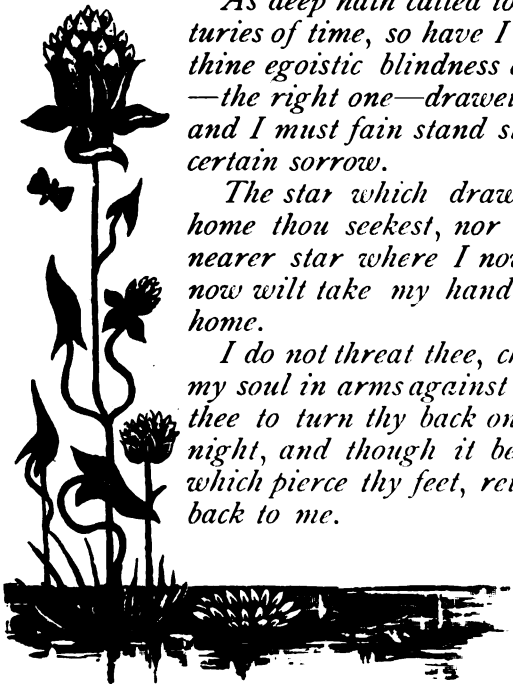 As deep hath called to
turies of time, so have I
thine egoistic blindness
—the right one—drawe
and I must fain stand s
certain sorrow.
The star which draw
home thou seekest, nor
nearer star where I no
now wilt take my hand
home.
I do not threat thee, c
my soul in arms against
thee to turn thy back on
night, and though it be
which pierce thy feet, re
back to me.